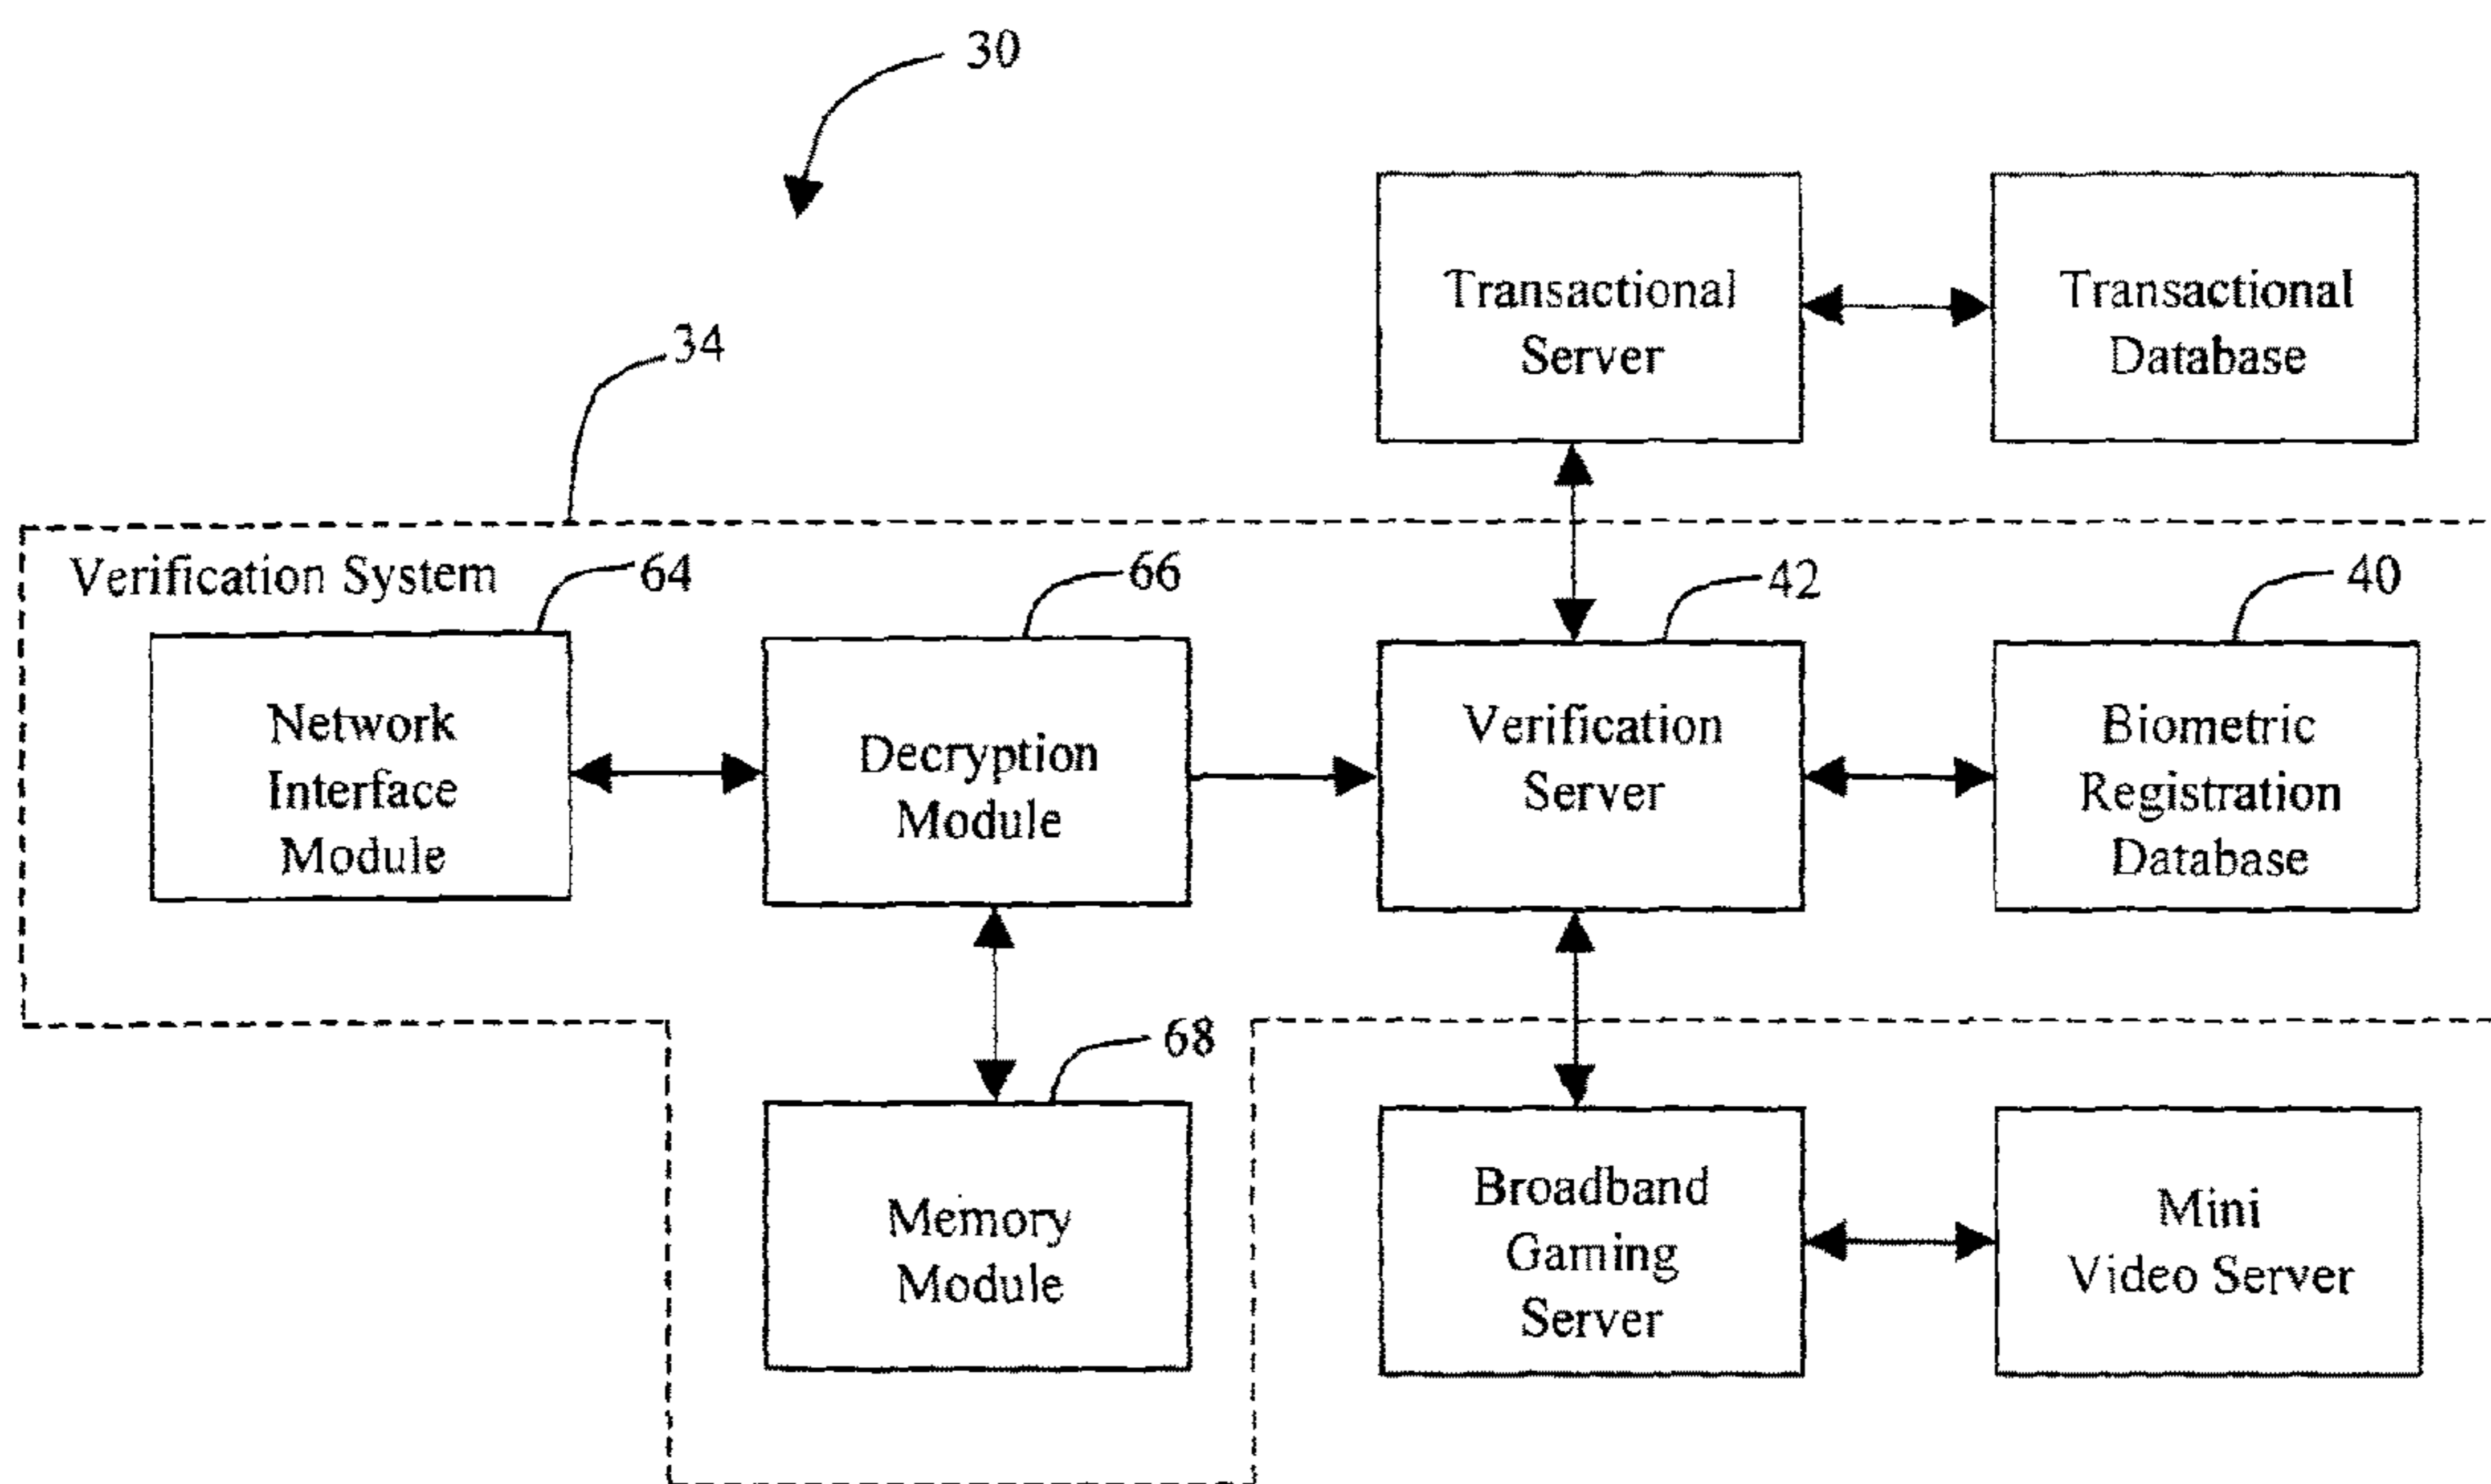 30
Transactional
Server
Transactional
Database
34
Verification System
64
66
42
40
Network
Interface
Module
Decryption
Module
Verification
Server
Biometric
Registration
Database
68
Memory
Module
Broadband
Gaming
Server
Mini
Video Server